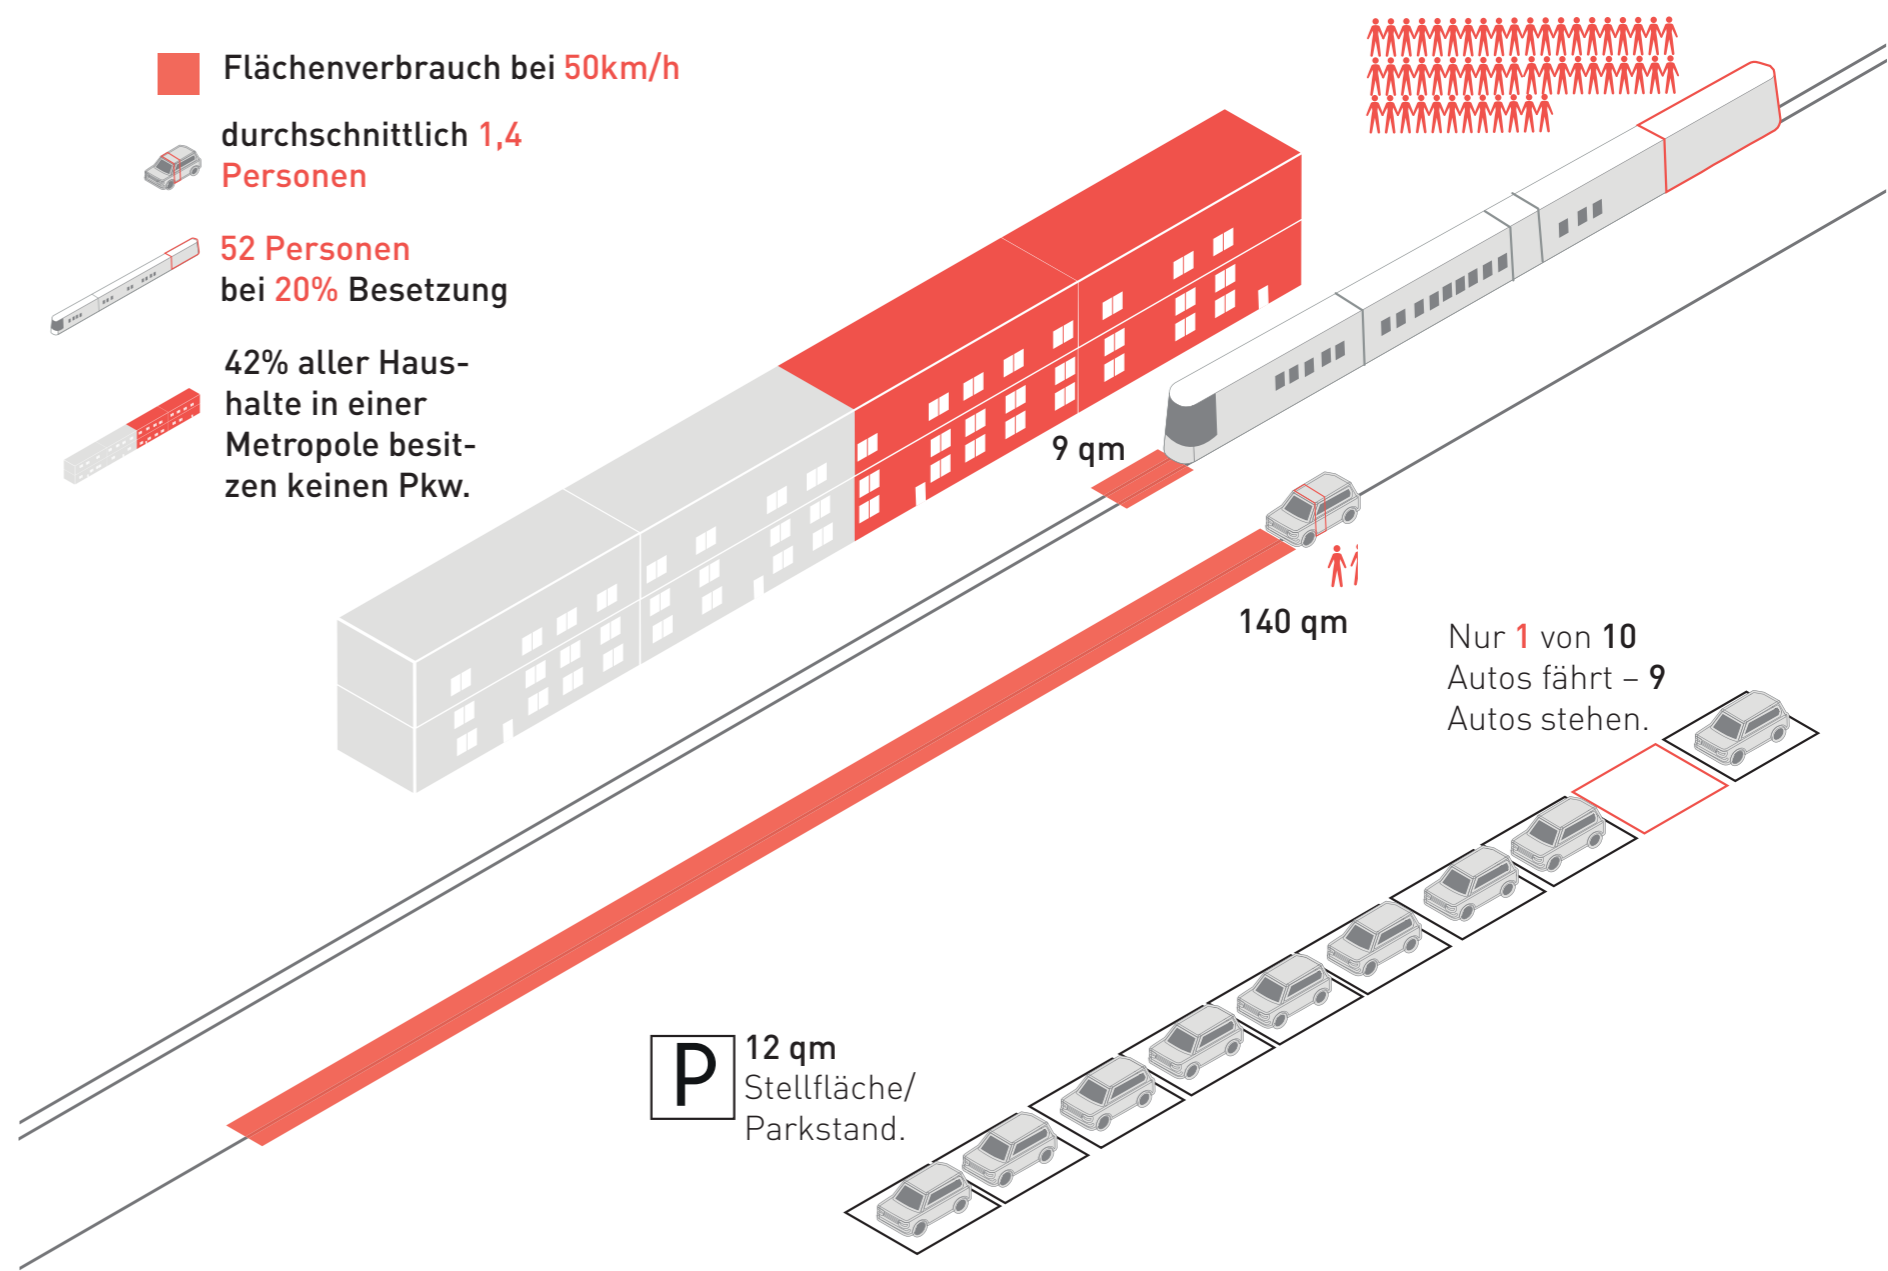 Flächenverbrauch bei 50km/h
durchschnittlich 1,4
Personen
52 Personen
bei 20% Besetzung
42% aller Haus-
halte in einer
Metropole besit-
zen keinen Pkw.
9 qm
140 qm
Nur 1 von 10
Autos fährt – 9
Autos stehen.
P
12 qm
Stellfläche/
Parkstand.